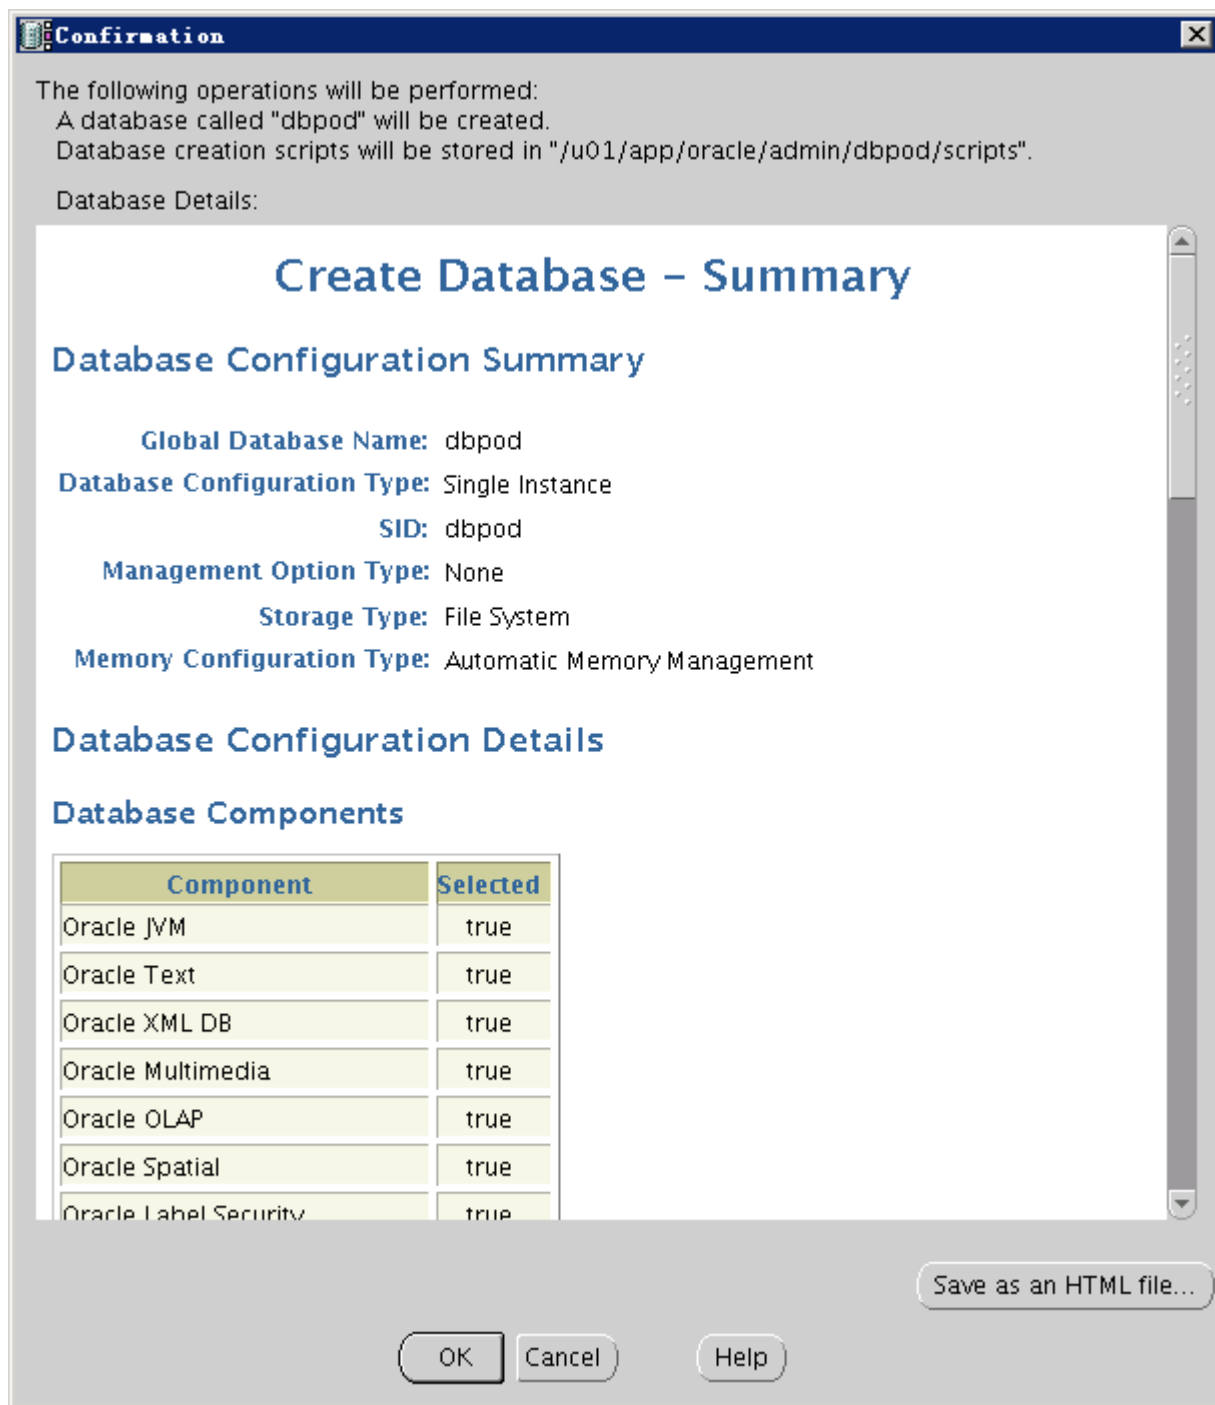 Confirmation
The following operations will be performed:
A database called "dbpod" will be created.
Database creation scripts will be stored in "/u01/app/oracle/admin/dbpod/scripts".
Database Details:
Create Database - Summary
Database Configuration Summary
Global Database Name: dbpod
Database Configuration Type: Single Instance
SID: dbpod
Management Option Type: None
Storage Type: File System
Memory Configuration Type: Automatic Memory Management
Database Configuration Details
Database Components
Component Selected
Oracle JVM true
Oracle Text true
Oracle XML DB true
Oracle Multimedia true
Oracle OLAP true
Oracle Spatial true
Oracle Label Security true
Save as an HTML file...
OK Cancel Help